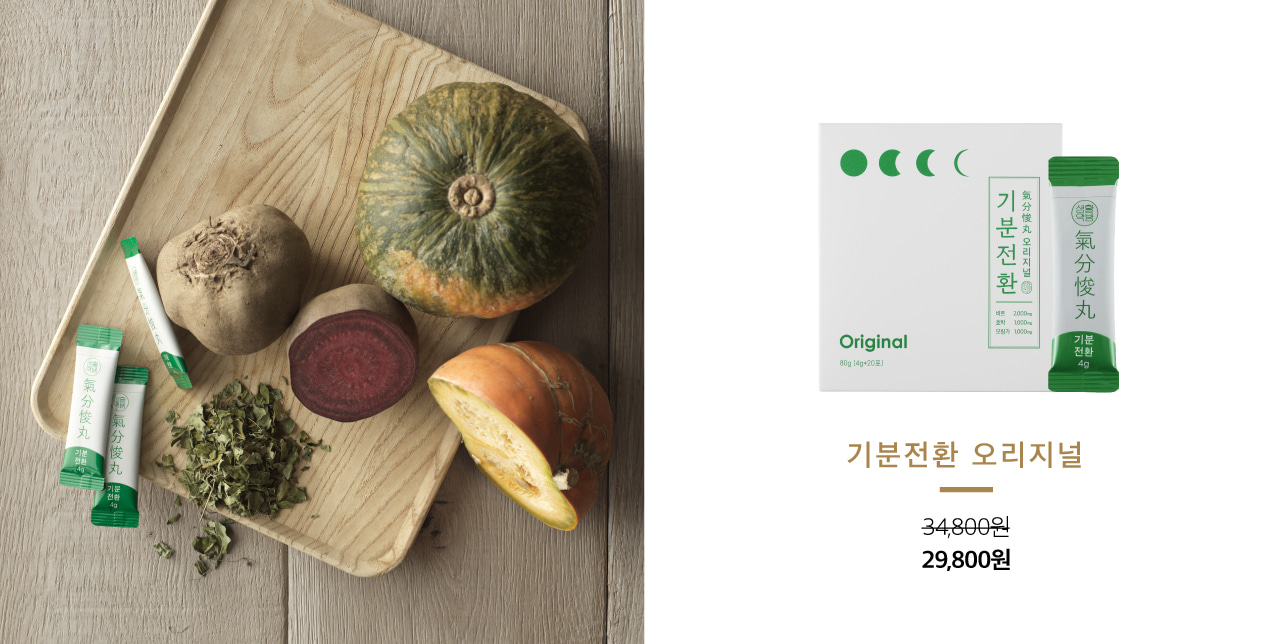 氣分悛丸
기분
전환
4g
氣分悛丸
기분
전환
4g
기분전환
氣分悛丸 오리지널
비트 2,000mg
호박 1,000mg
모링가 1,000mg
Original
80g (4g*20포)
氣分悛丸
기분
전환
4g
기분전환 오리지널
34,800원
29,800원